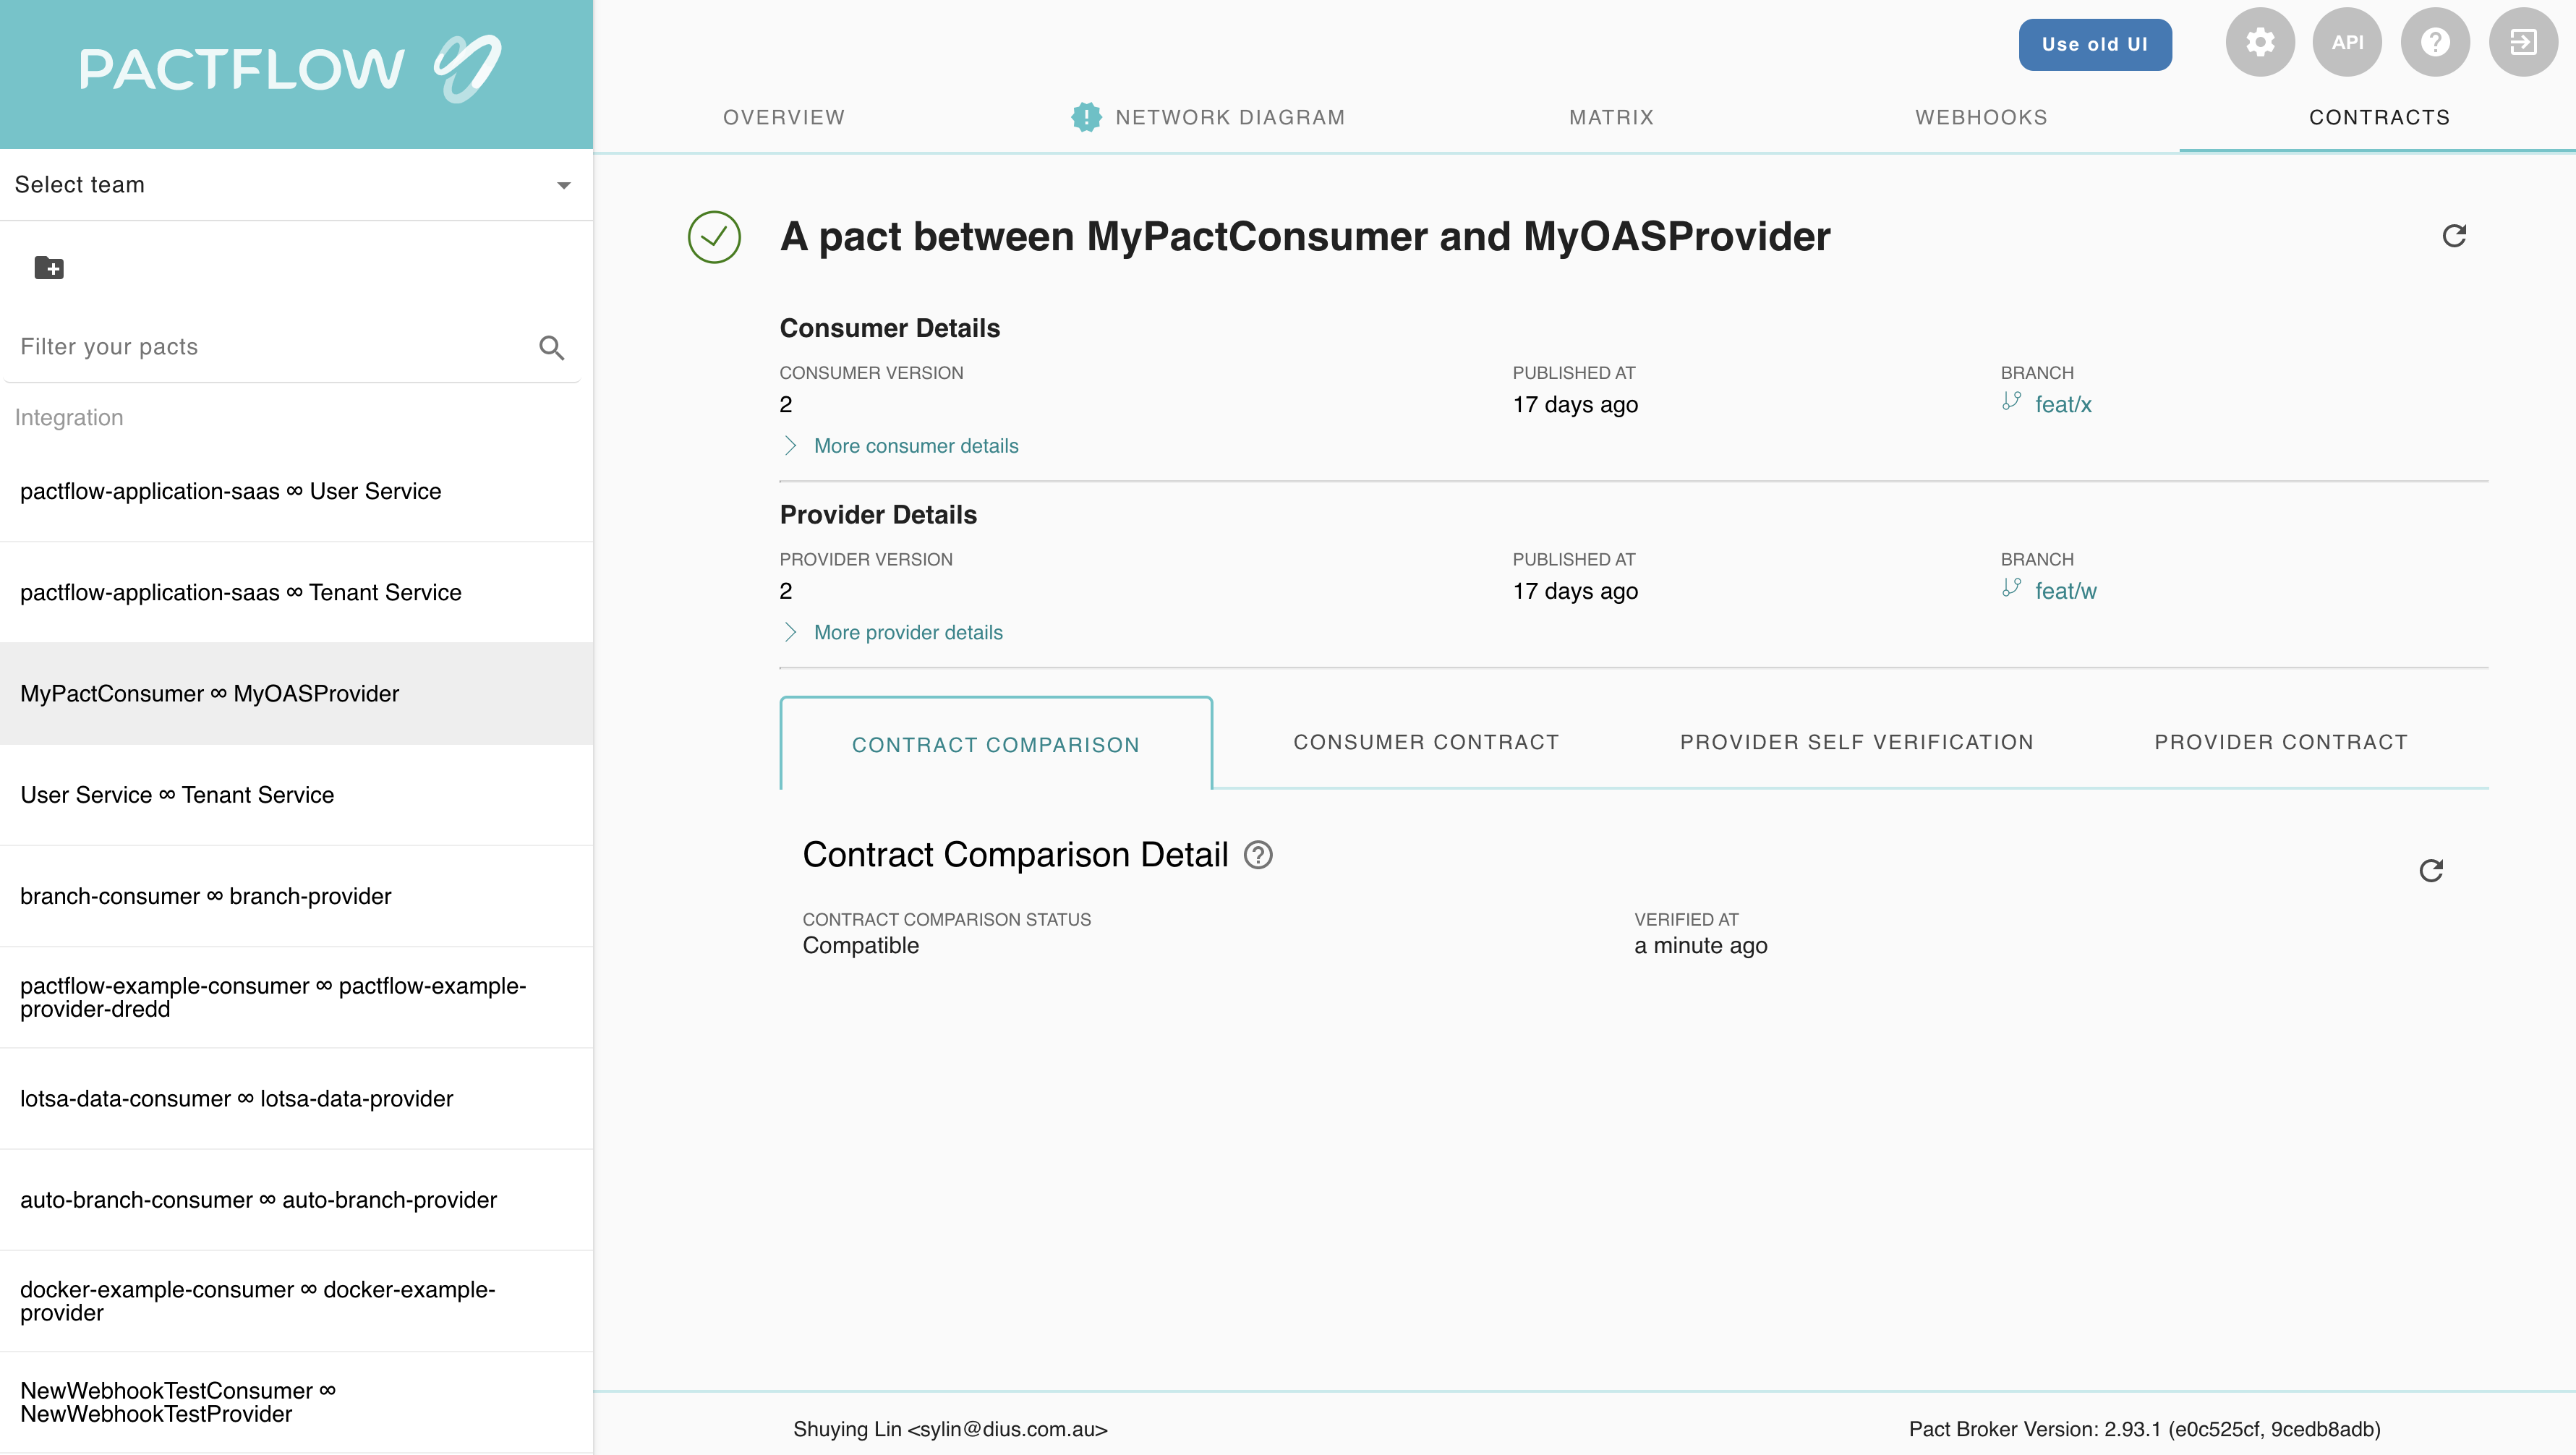 PACTFLOW
Select team
Filter your pacts
Integration
pactflow-application-saas ∞ User Service
pactflow-application-saas ∞ Tenant Service
MyPactConsumer ∞ MyOASProvider
User Service ∞ Tenant Service
branch-consumer ∞ branch-provider
pactflow-example-consumer ∞ pactflow-example-
provider-dredd
lotsa-data-consumer ∞ lotsa-data-provider
auto-branch-consumer ∞ auto-branch-provider
docker-example-consumer ∞ docker-example-
provider
NewWebhookTestConsumer ∞
NewWebhookTestProvider
Use old UI
API
?
OVERVIEW
! NETWORK DIAGRAM
MATRIX
WEBHOOKS
CONTRACTS
A pact between MyPactConsumer and MyOASProvider
Consumer Details
CONSUMER VERSION
2
PUBLISHED AT
17 days ago
BRANCH
feat/x
More consumer details
Provider Details
PROVIDER VERSION
2
PUBLISHED AT
17 days ago
BRANCH
feat/w
More provider details
CONTRACT COMPARISON
CONSUMER CONTRACT
PROVIDER SELF VERIFICATION
PROVIDER CONTRACT
Contract Comparison Detail ?
CONTRACT COMPARISON STATUS
Compatible
VERIFIED AT
a minute ago
Shuying Lin <sylin@dius.com.au>
Pact Broker Version: 2.93.1 (e0c525cf, 9cedb8adb)